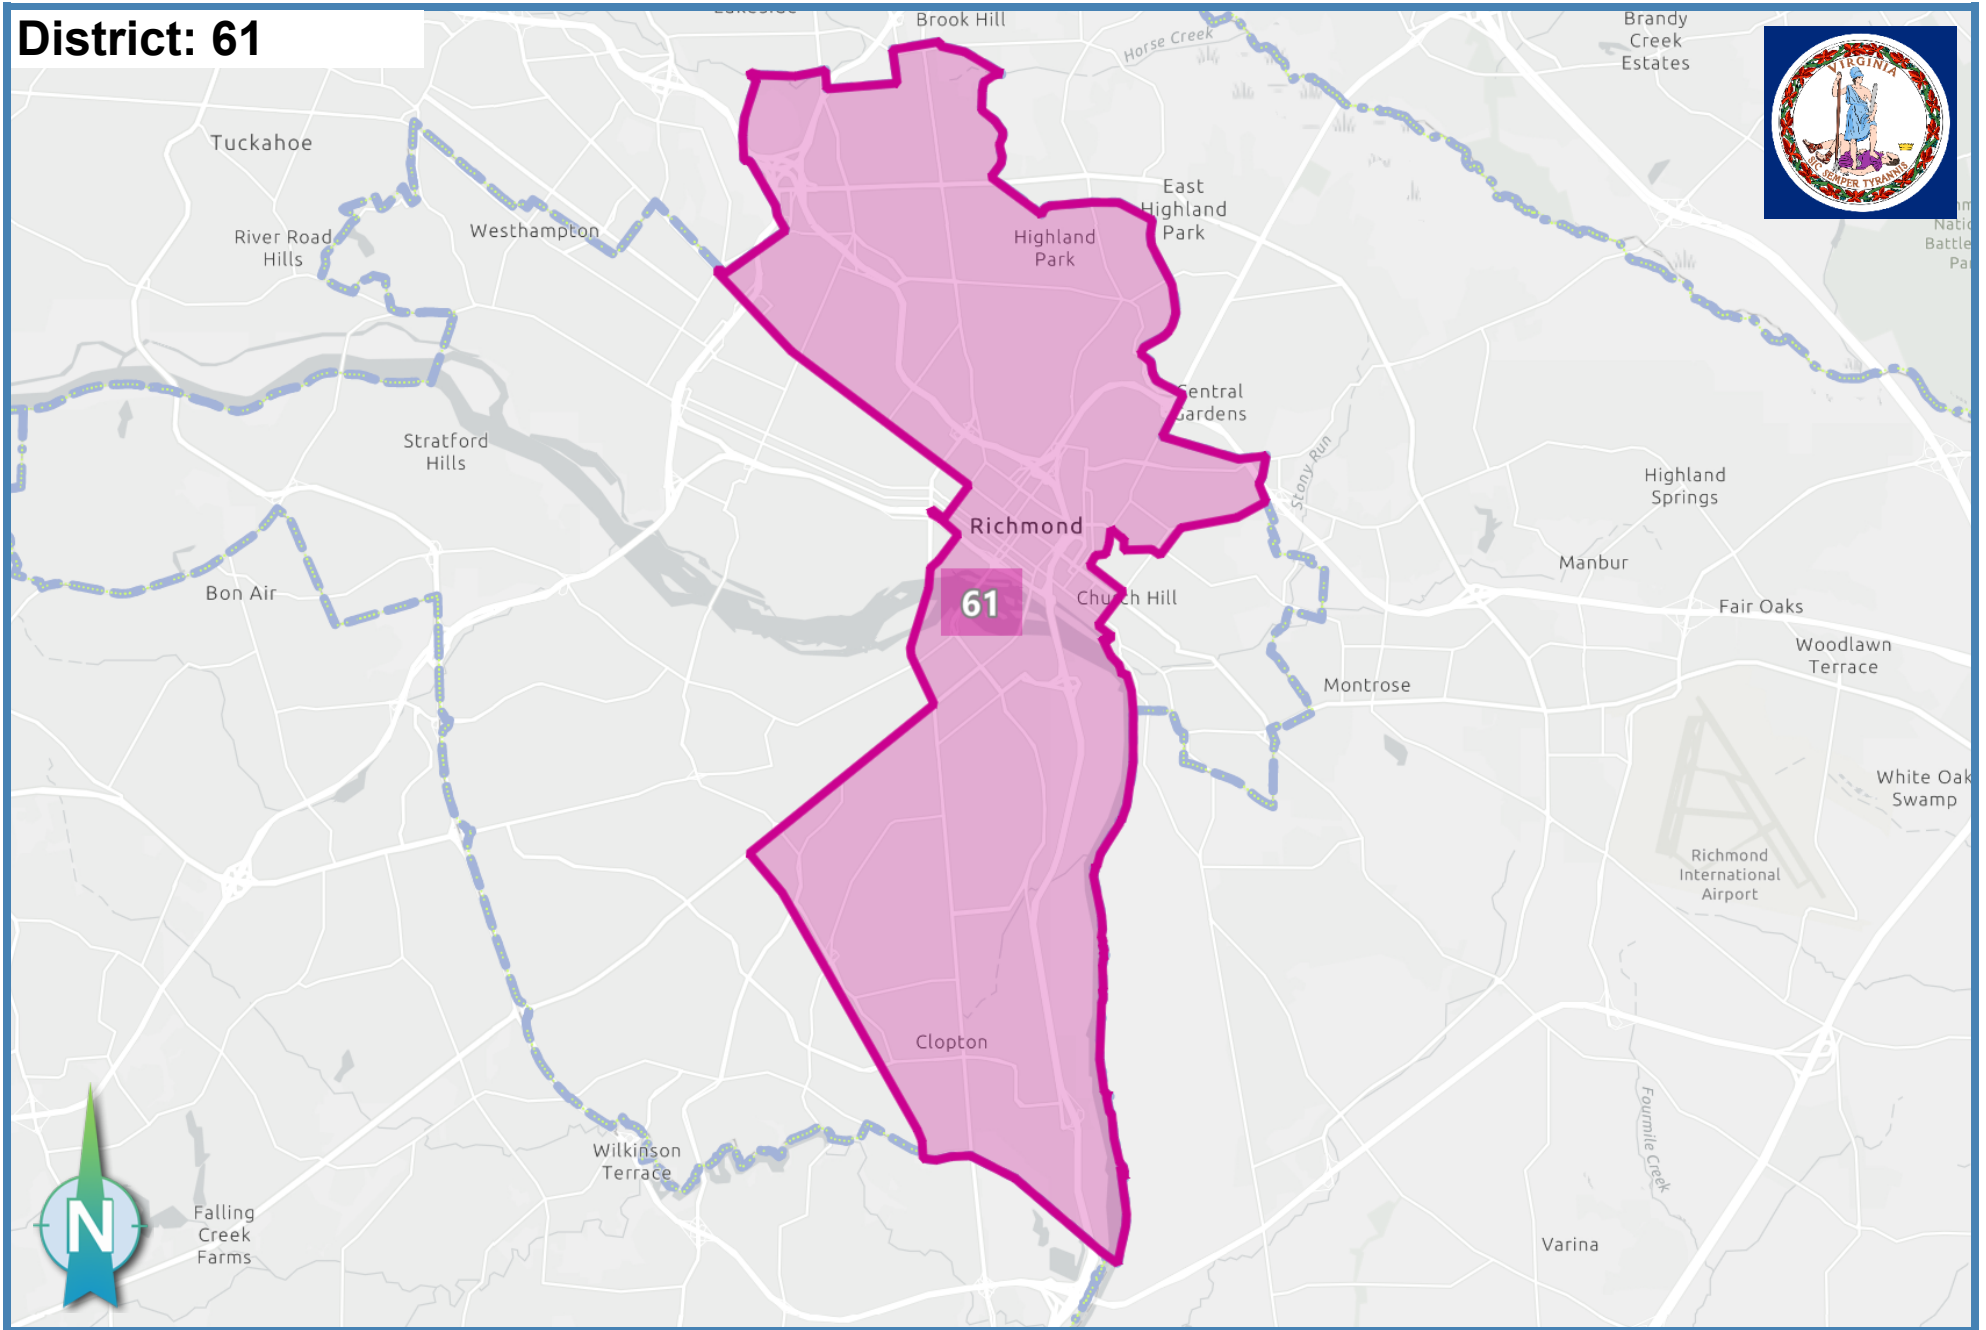 District: 61
Lakeside
Brook Hill
Horse Creek
Brandy
Creek
Estates
VIRGINIA
SIC SEMPER TYRANNIS
Tuckahoe
East
Highland
Park
River Road
Hills
Westhampton
Highland
Park
Central
Gardens
Stratford
Hills
Stony Run
Highland
Springs
Richmond
Manbur
Bon Air
61
Church Hill
Fair Oaks
Woodlawn
Terrace
Montrose
White Oak
Swamp
Richmond
International
Airport
Clopton
Wilkinson
Terrace
Fourmile Creek
Falling
Creek
Farms
Varina
N